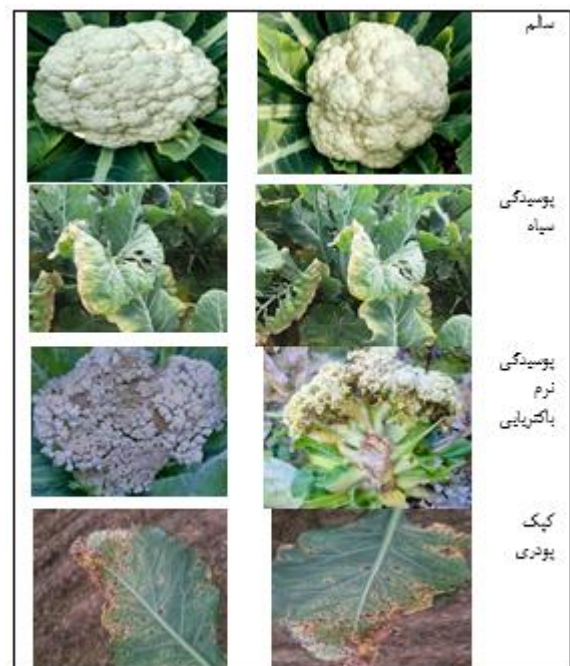 سالم
پوسیدگی
سیاه
پوسیدگی
نرم
باکتریایی
کپک
پودری